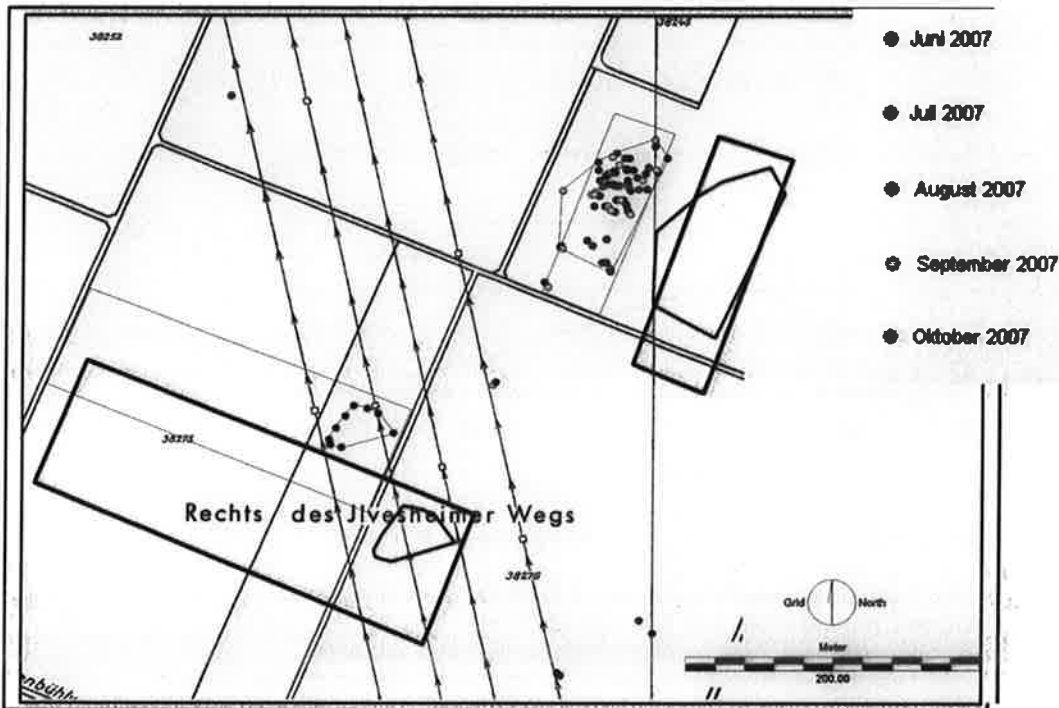 38252
38248
Juni 2007
Juli 2007
August 2007
September 2007
Oktober 2007
38275
Rechts des Jlvesheimer Wegs
38276
Grid North
Meter
200.00